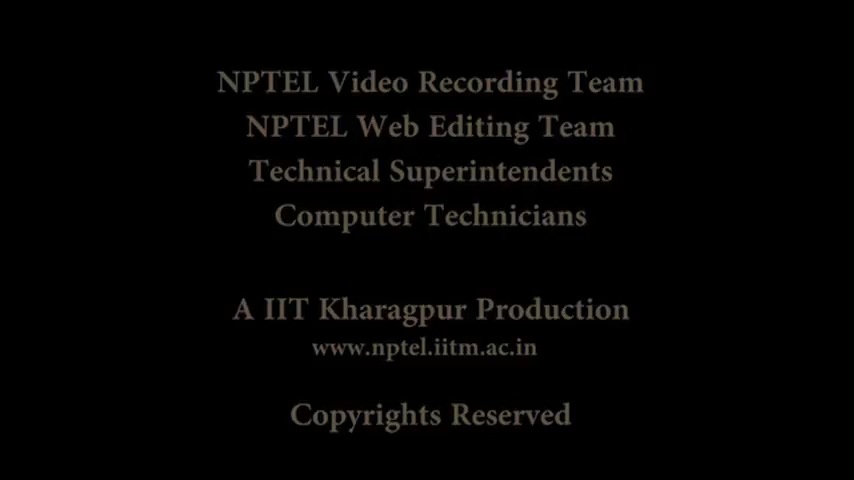 NPTEL Video Recording Team
NPTEL Web Editing Team
Technical Superintendents
Computer Technicians
A IIT Kharagpur Production
www.nptel.iitm.ac.in
Copyrights Reserved